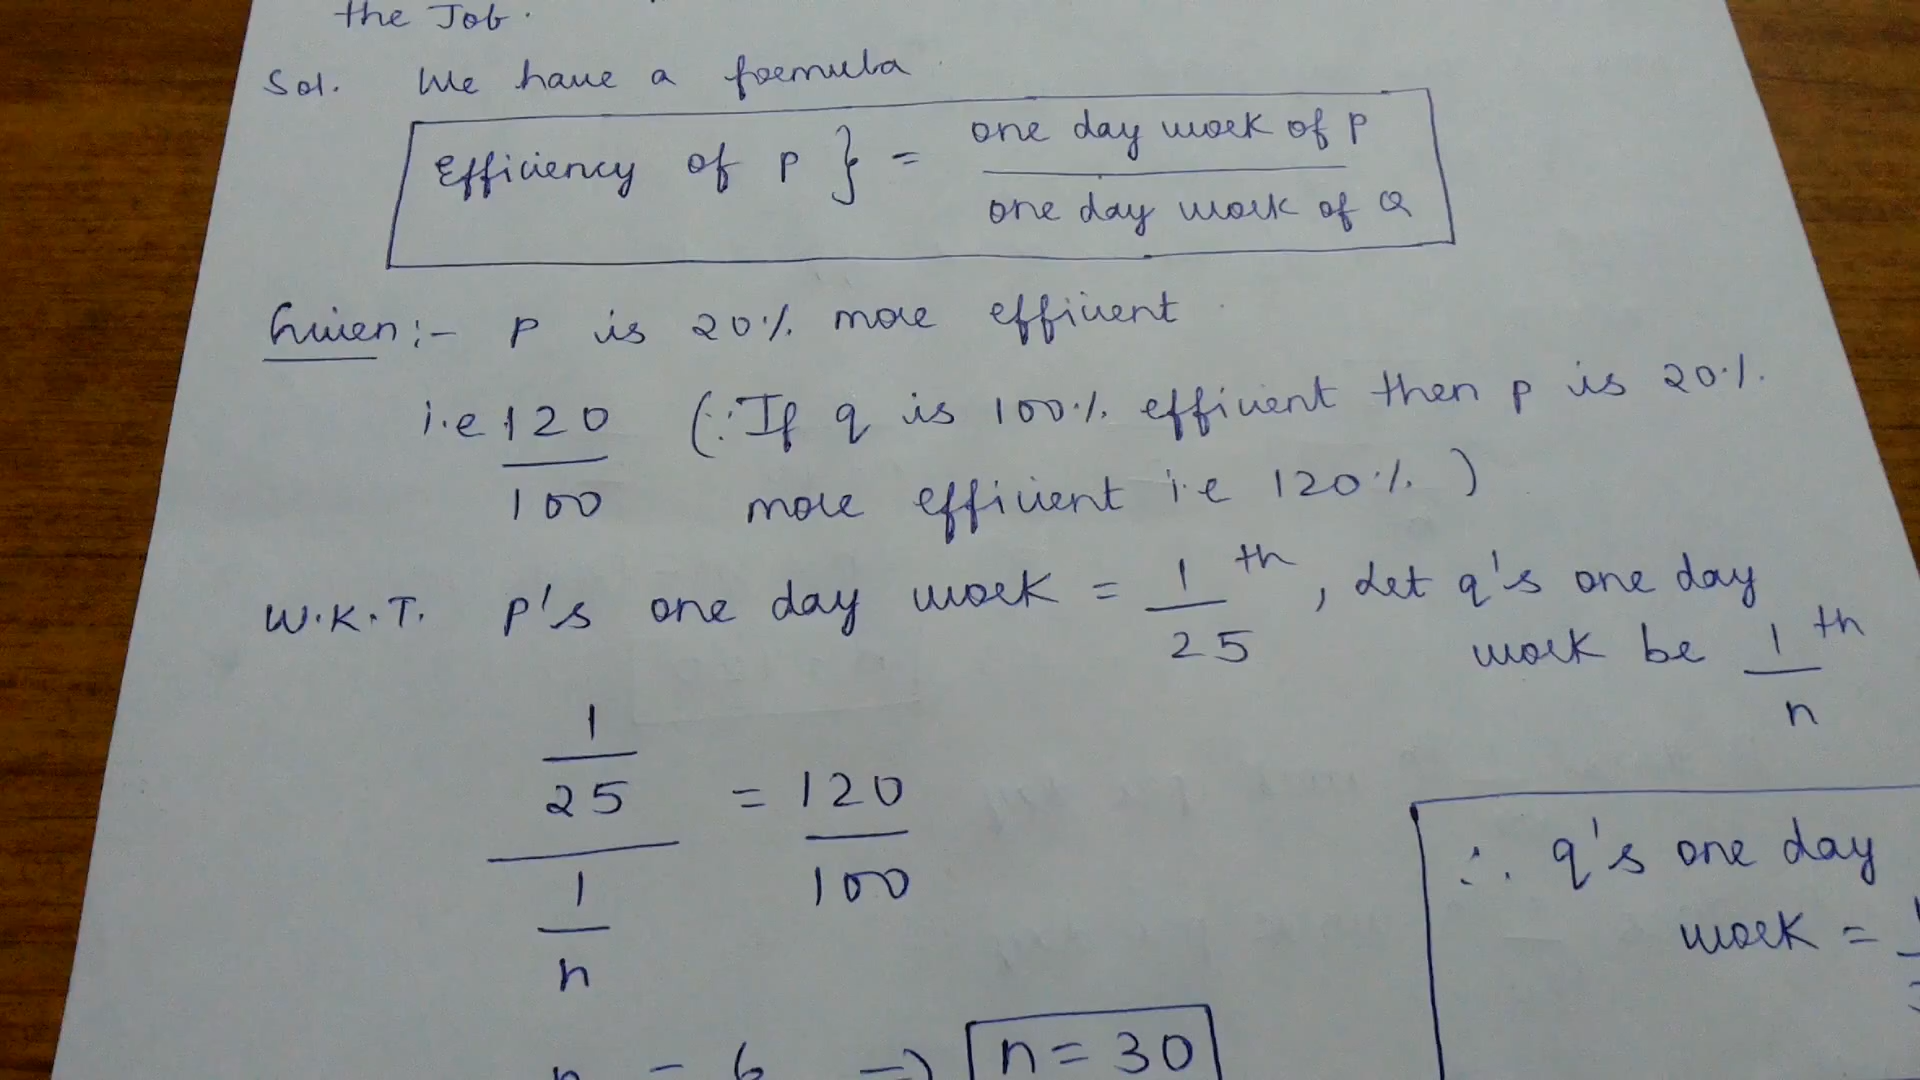 the Job.
Sol. We have a formula
Efficiency of P } = one day work of P
one day work of Q
Given :- P is 20% more efficient
i.e 120 (∵ If q is 100% efficient then p is 20%
100 more efficient i.e 120%)
W.K.T. P's one day work = 1 th , Let q's one day
25 work be 1 th
n
1
25 = 120
100
1
n
∴ q's one day
work =
n = 30